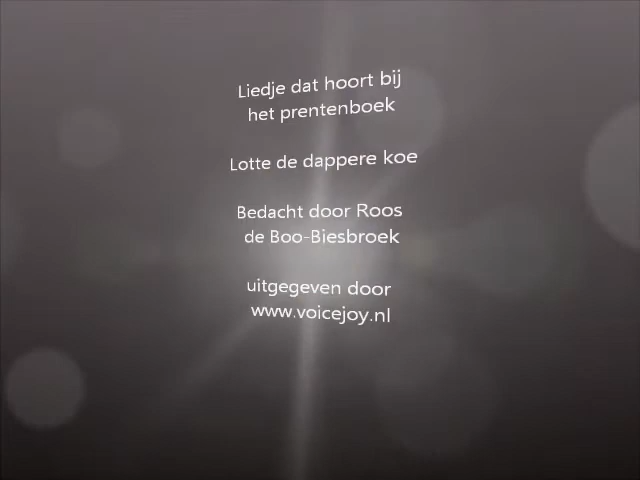 Liedje dat hoort bij
het prentenboek
Lotte de dappere koe
Bedacht door Roos
de Boo-Biesbroek
uitgegeven door
www.voicejoy.nl